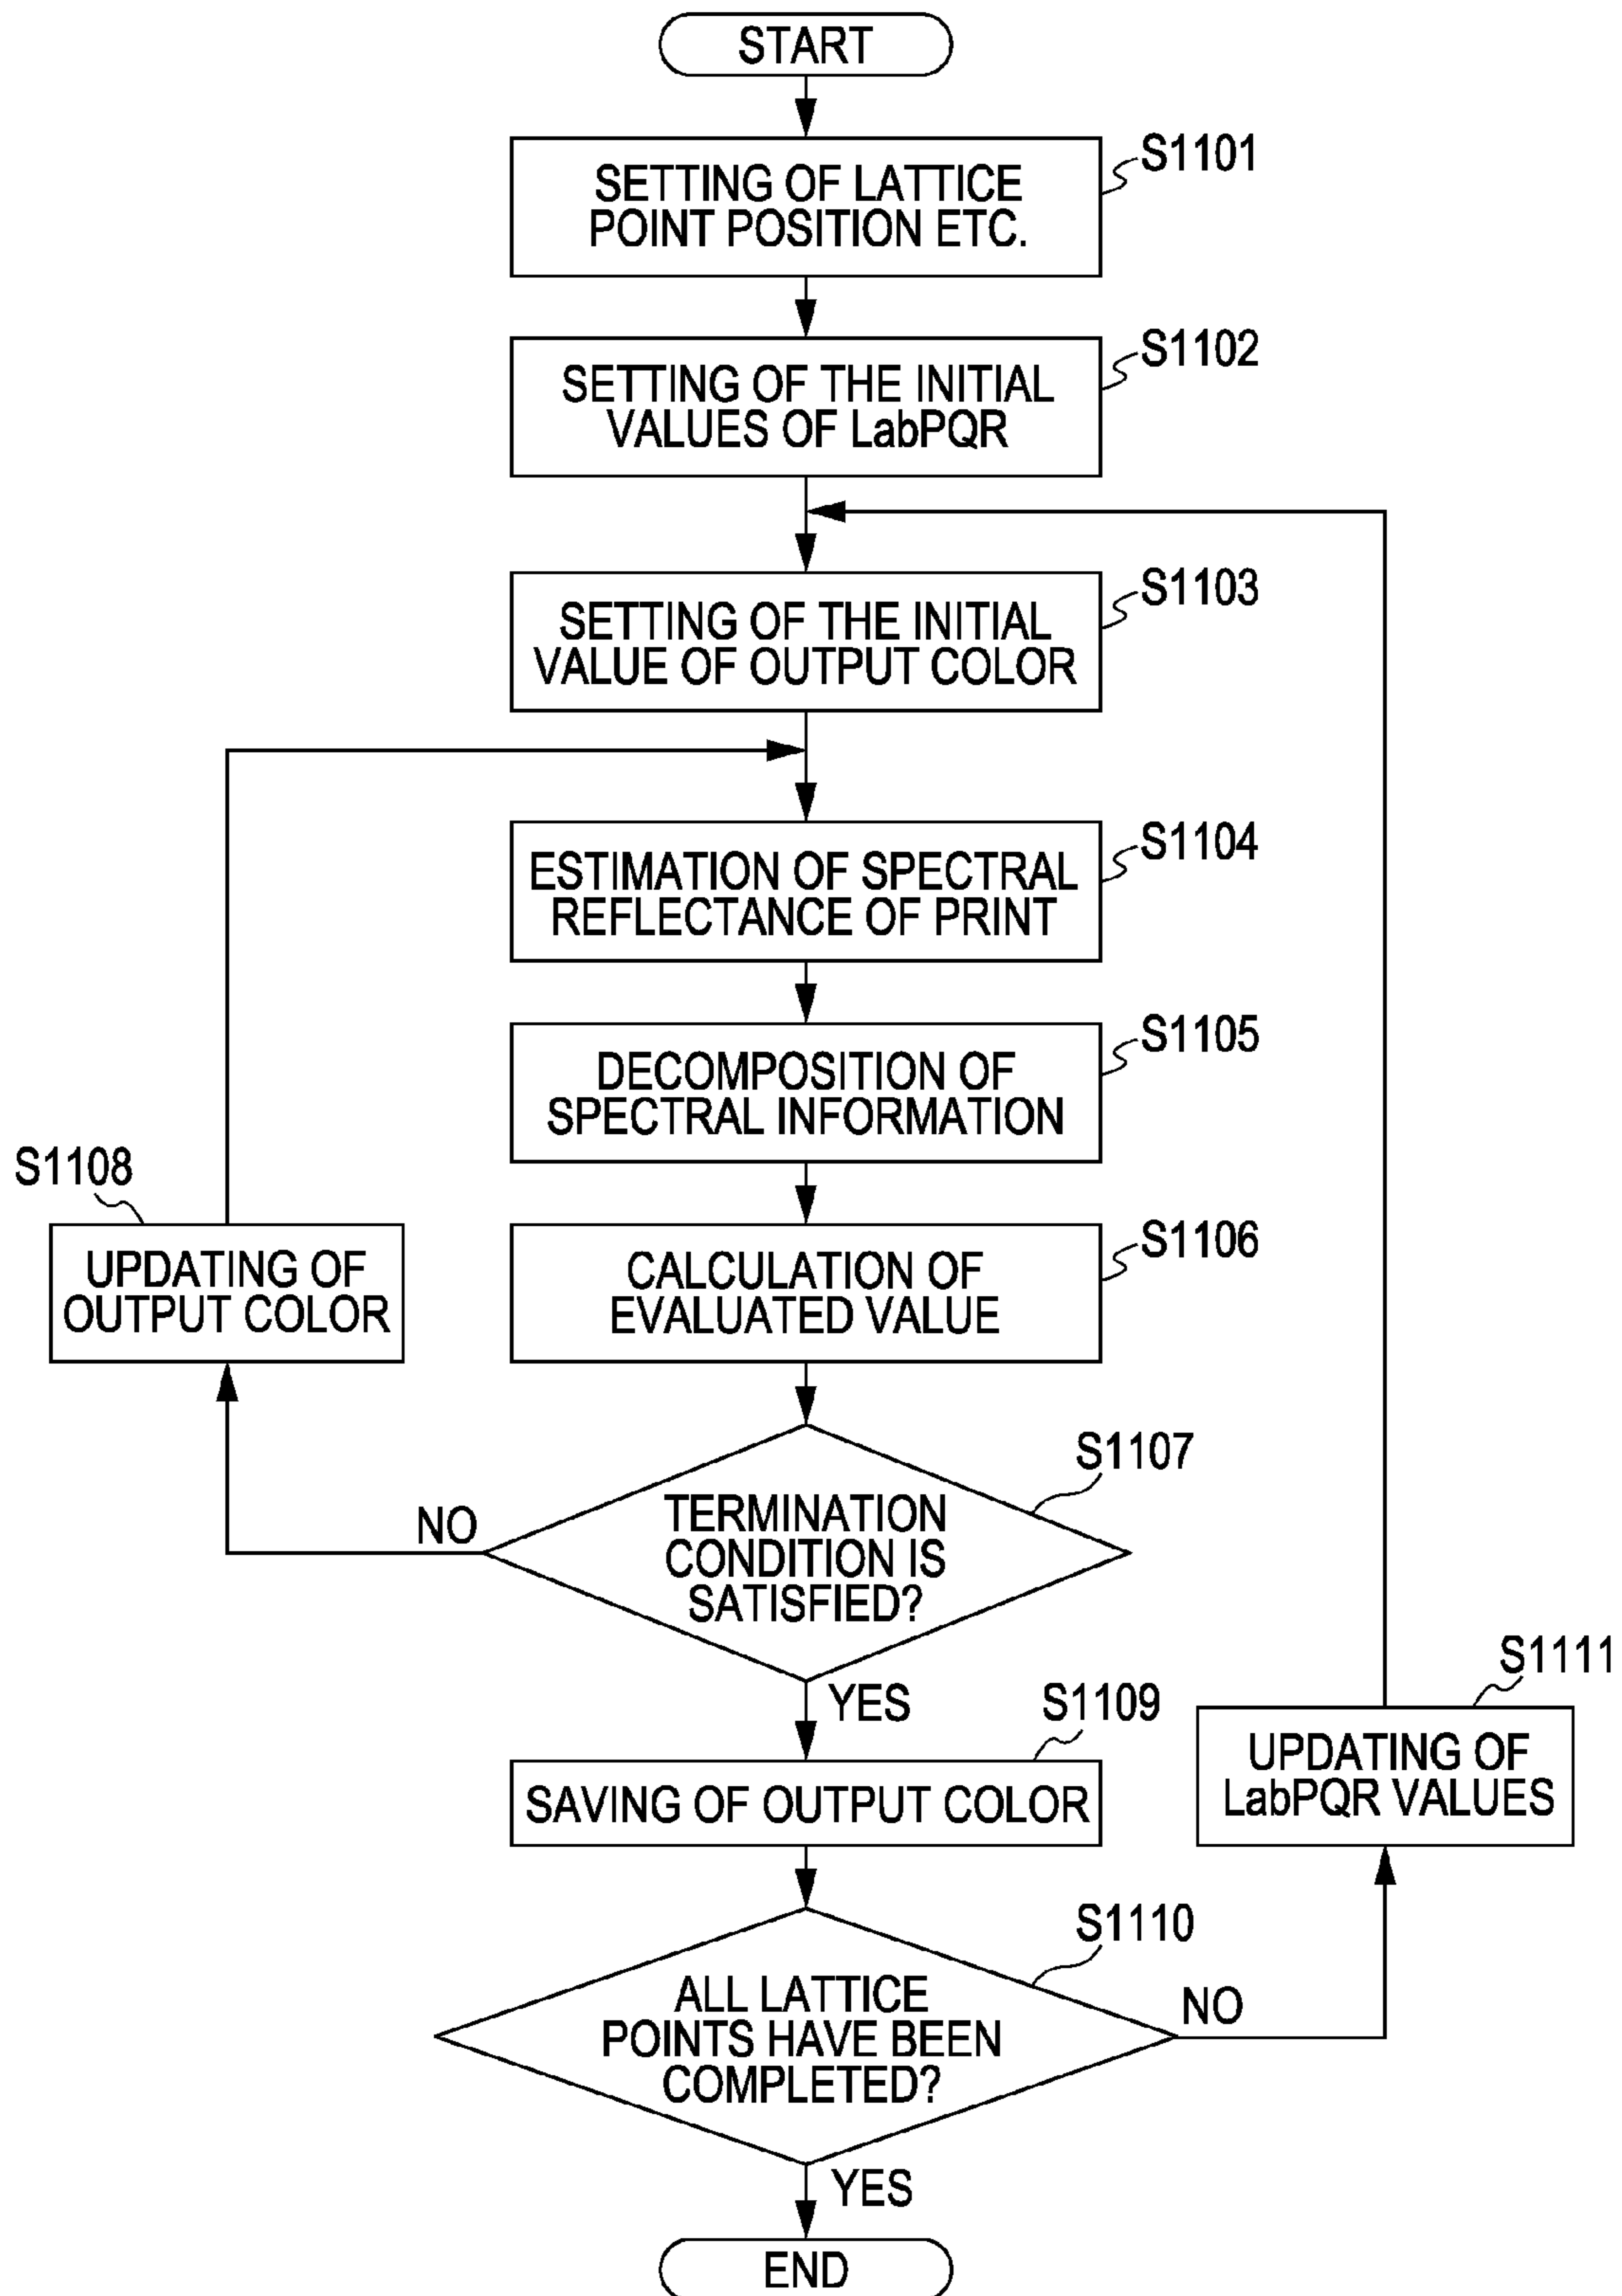 START
S1101
SETTING OF LATTICE
POINT POSITION ETC.
S1102
SETTING OF THE INITIAL
VALUES OF LabPQR
S1103
SETTING OF THE INITIAL
VALUE OF OUTPUT COLOR
S1104
ESTIMATION OF SPECTRAL
REFLECTANCE OF PRINT
S1105
DECOMPOSITION OF
SPECTRAL INFORMATION
S1108
UPDATING OF
OUTPUT COLOR
S1106
CALCULATION OF
EVALUATED VALUE
S1107
TERMINATION
CONDITION IS
SATISFIED?
NO
YES
S1109
SAVING OF OUTPUT COLOR
S1111
UPDATING OF
LabPQR VALUES
S1110
ALL LATTICE
POINTS HAVE BEEN
COMPLETED?
NO
YES
END